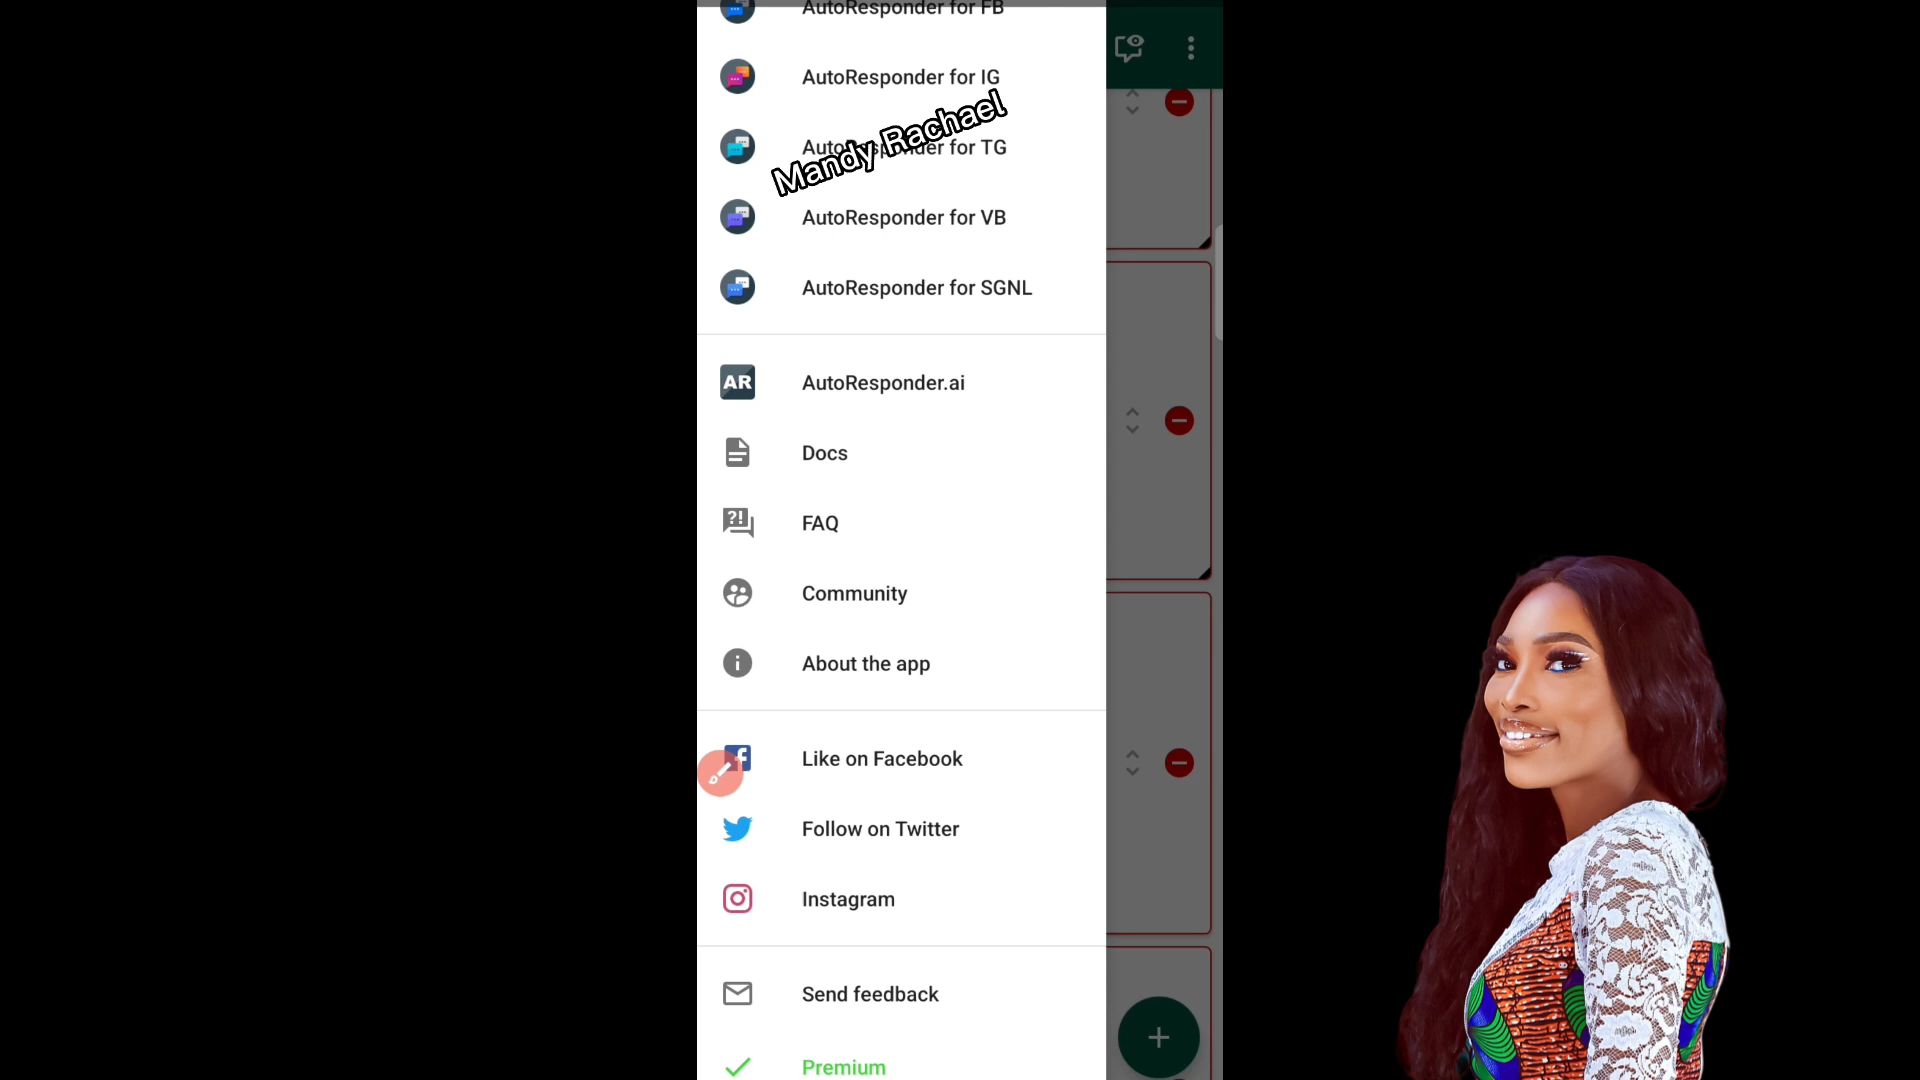 AutoResponder for FB
AutoResponder for IG
Mandy Rachael
AutoResponder for TG
AutoResponder for VB
AutoResponder for SGNL
AR
AutoResponder.ai
Docs
?!
FAQ
Community
About the app
Like on Facebook
Follow on Twitter
Instagram
Send feedback
Premium